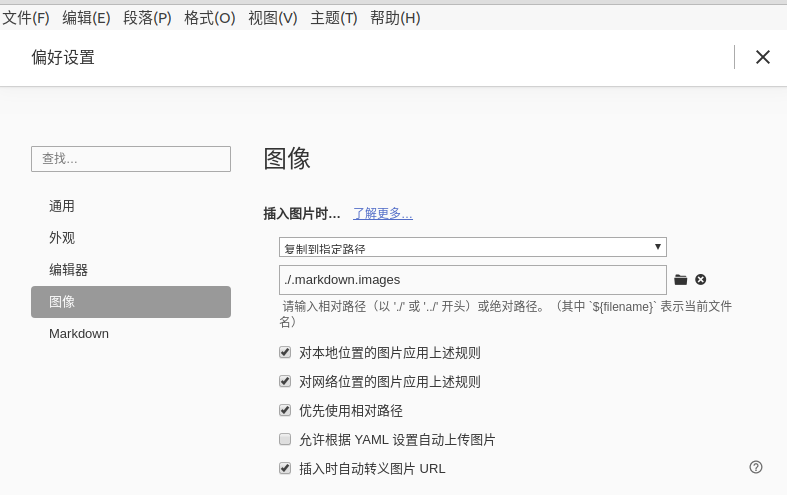 文件(F) 编辑(E) 段落(P) 格式(O) 视图(V) 主题(T) 帮助(H)
偏好设置
查找…
通用
外观
编辑器
图像
Markdown
图像
插入图片时… 了解更多…
复制到指定路径
./.markdown.images
请输入相对路径（以 './' 或 '../' 开头）或绝对路径。（其中 `${filename}` 表示当前文件
名）
对本地位置的图片应用上述规则
对网络位置的图片应用上述规则
优先使用相对路径
允许根据 YAML 设置自动上传图片
插入时自动转义图片 URL